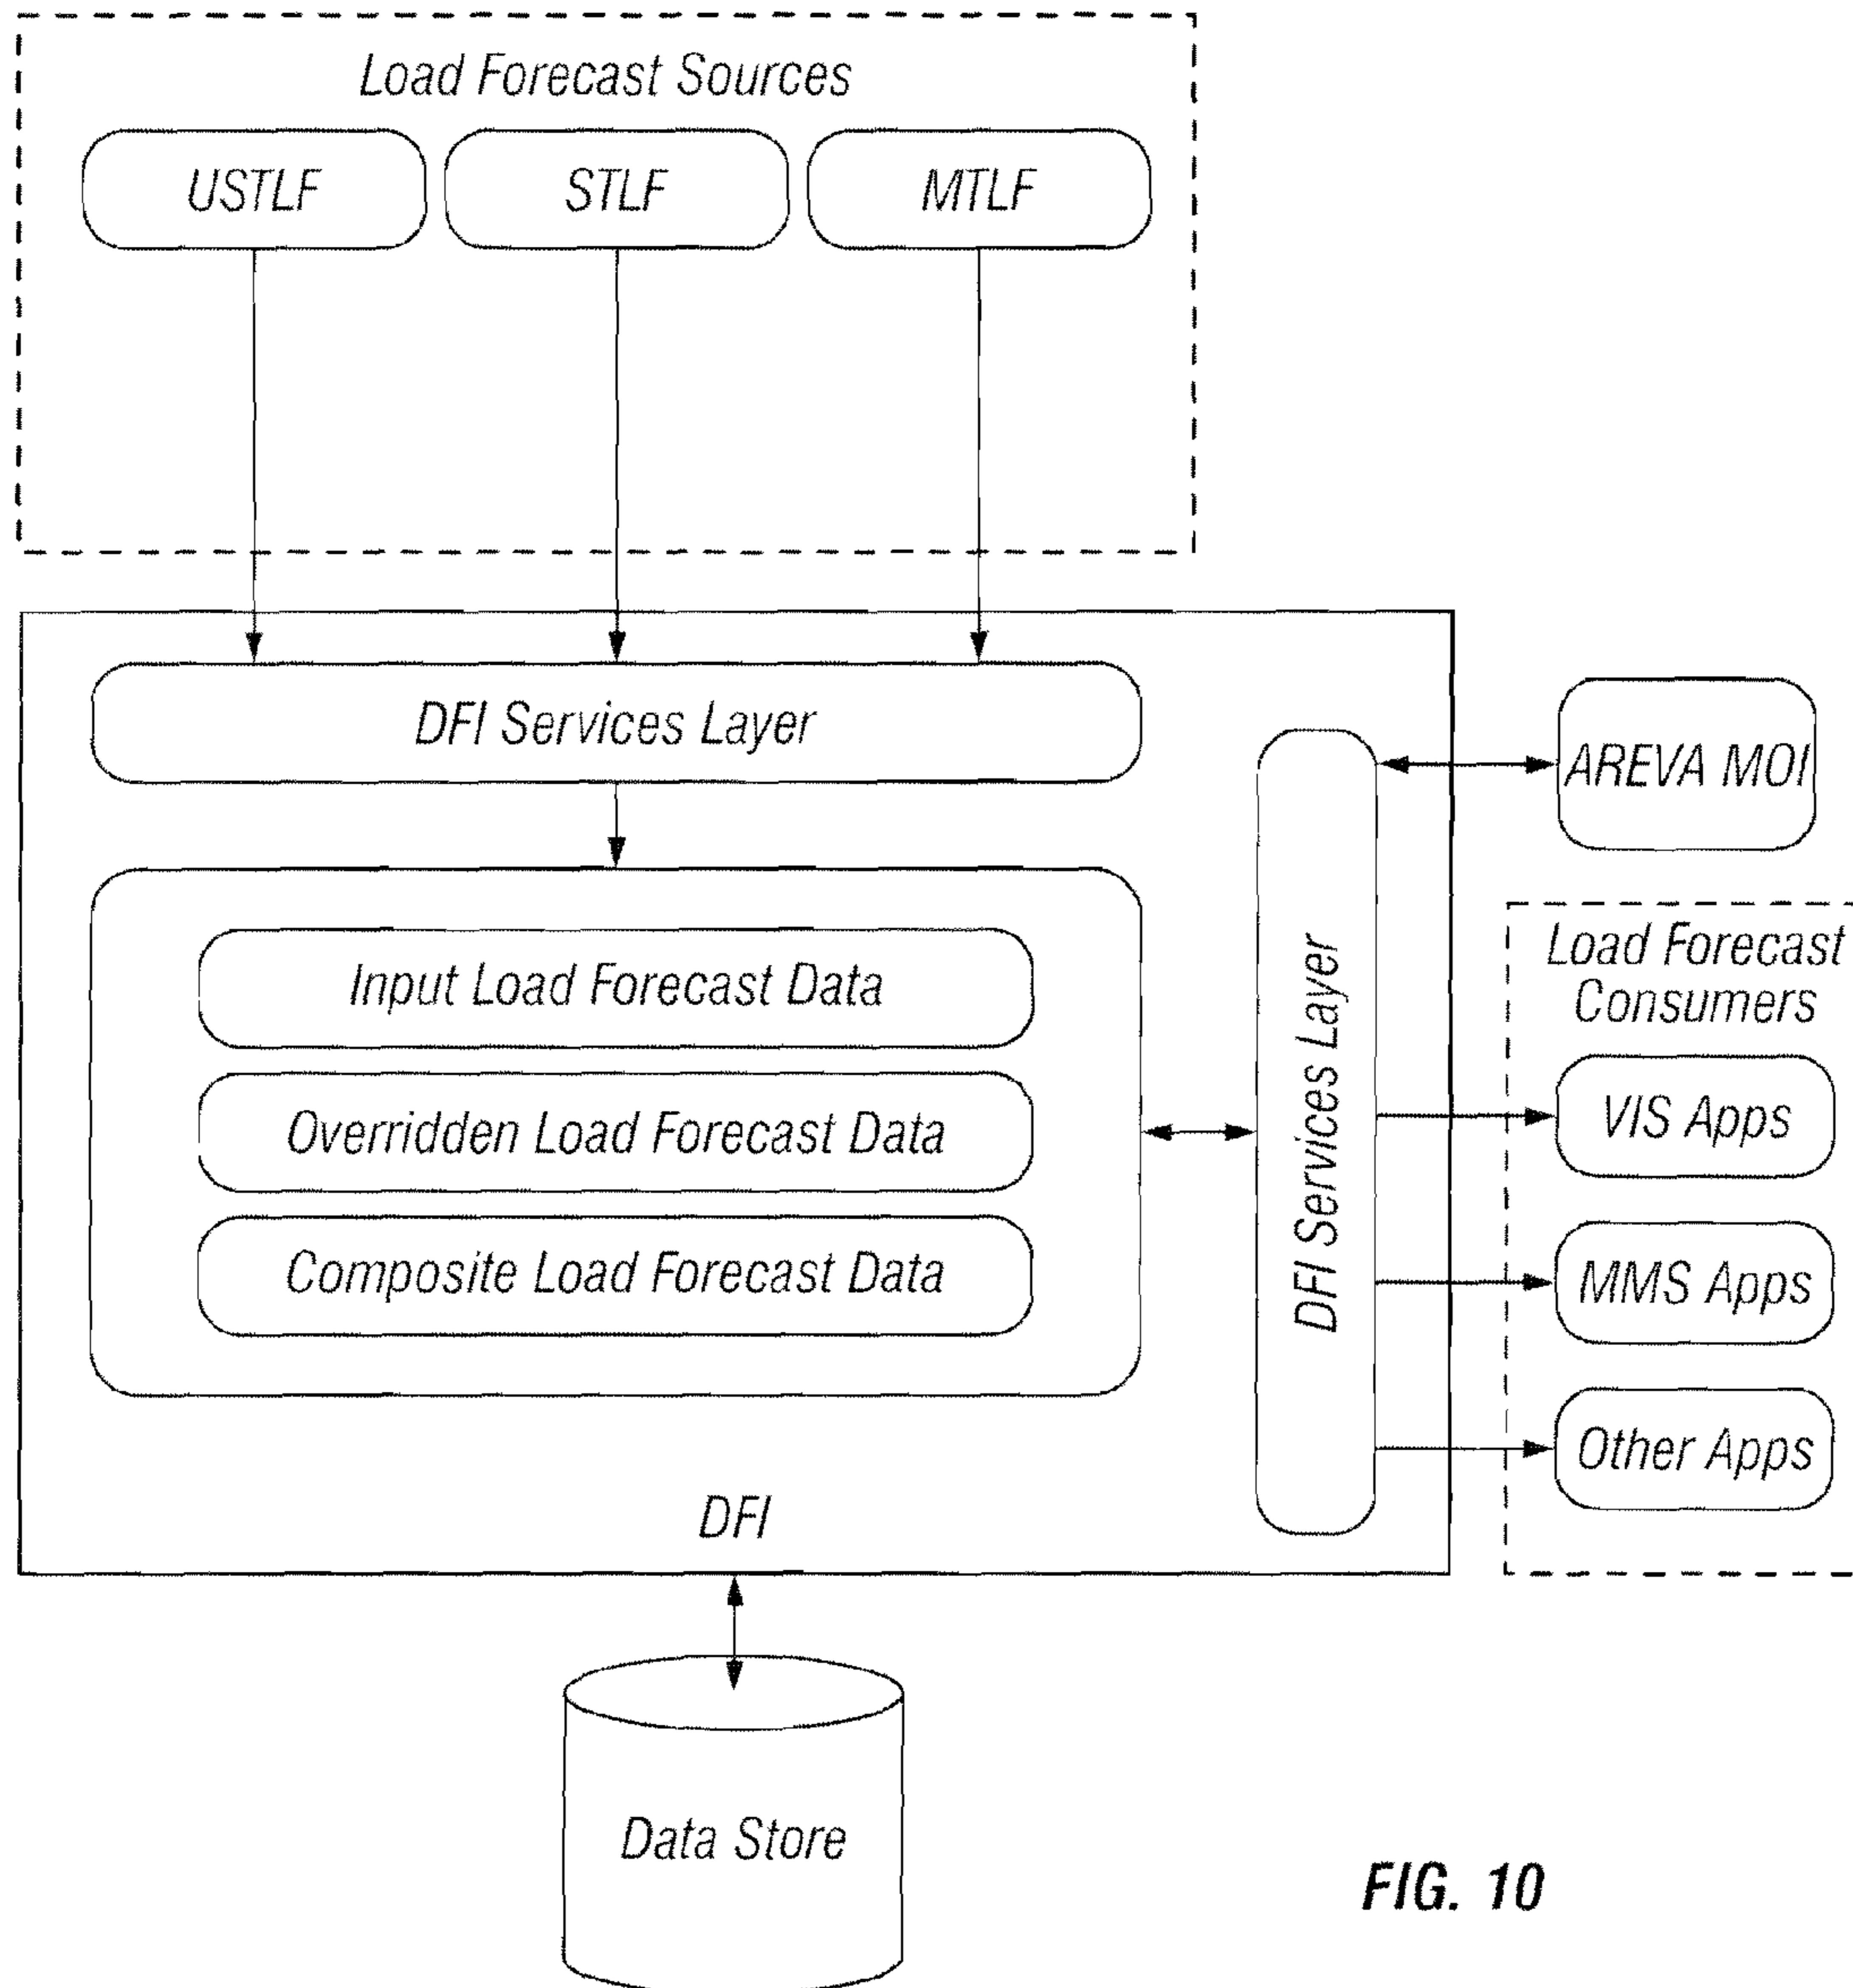 Load Forecast Sources
USTLF
STLF
MTLF
DFI Services Layer
AREVA MOI
Input Load Forecast Data
Overridden Load Forecast Data
Composite Load Forecast Data
DFI Services Layer
Load Forecast
Consumers
VIS Apps
MMS Apps
Other Apps
DFI
Data Store
FIG. 10